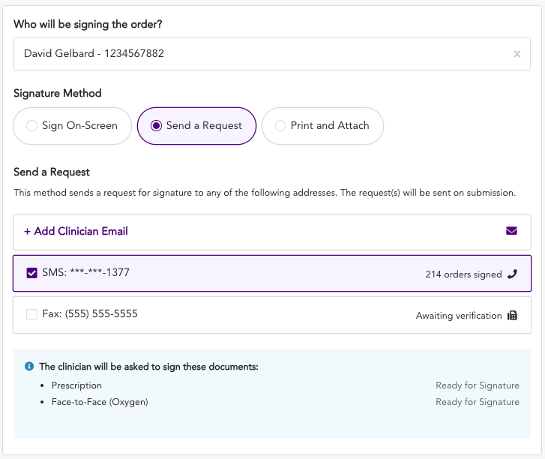 Who will be signing the order?
David Gelbard - 1234567882 x
Signature Method
Sign On-Screen
Send a Request
Print and Attach
Send a Request
This method sends a request for signature to any of the following addresses. The request(s) will be sent on submission.
+ Add Clinician Email
SMS: ***-***-1377 214 orders signed
Fax: (555) 555-5555 Awaiting verification
The clinician will be asked to sign these documents:
• Prescription Ready for Signature
• Face-to-Face (Oxygen) Ready for Signature